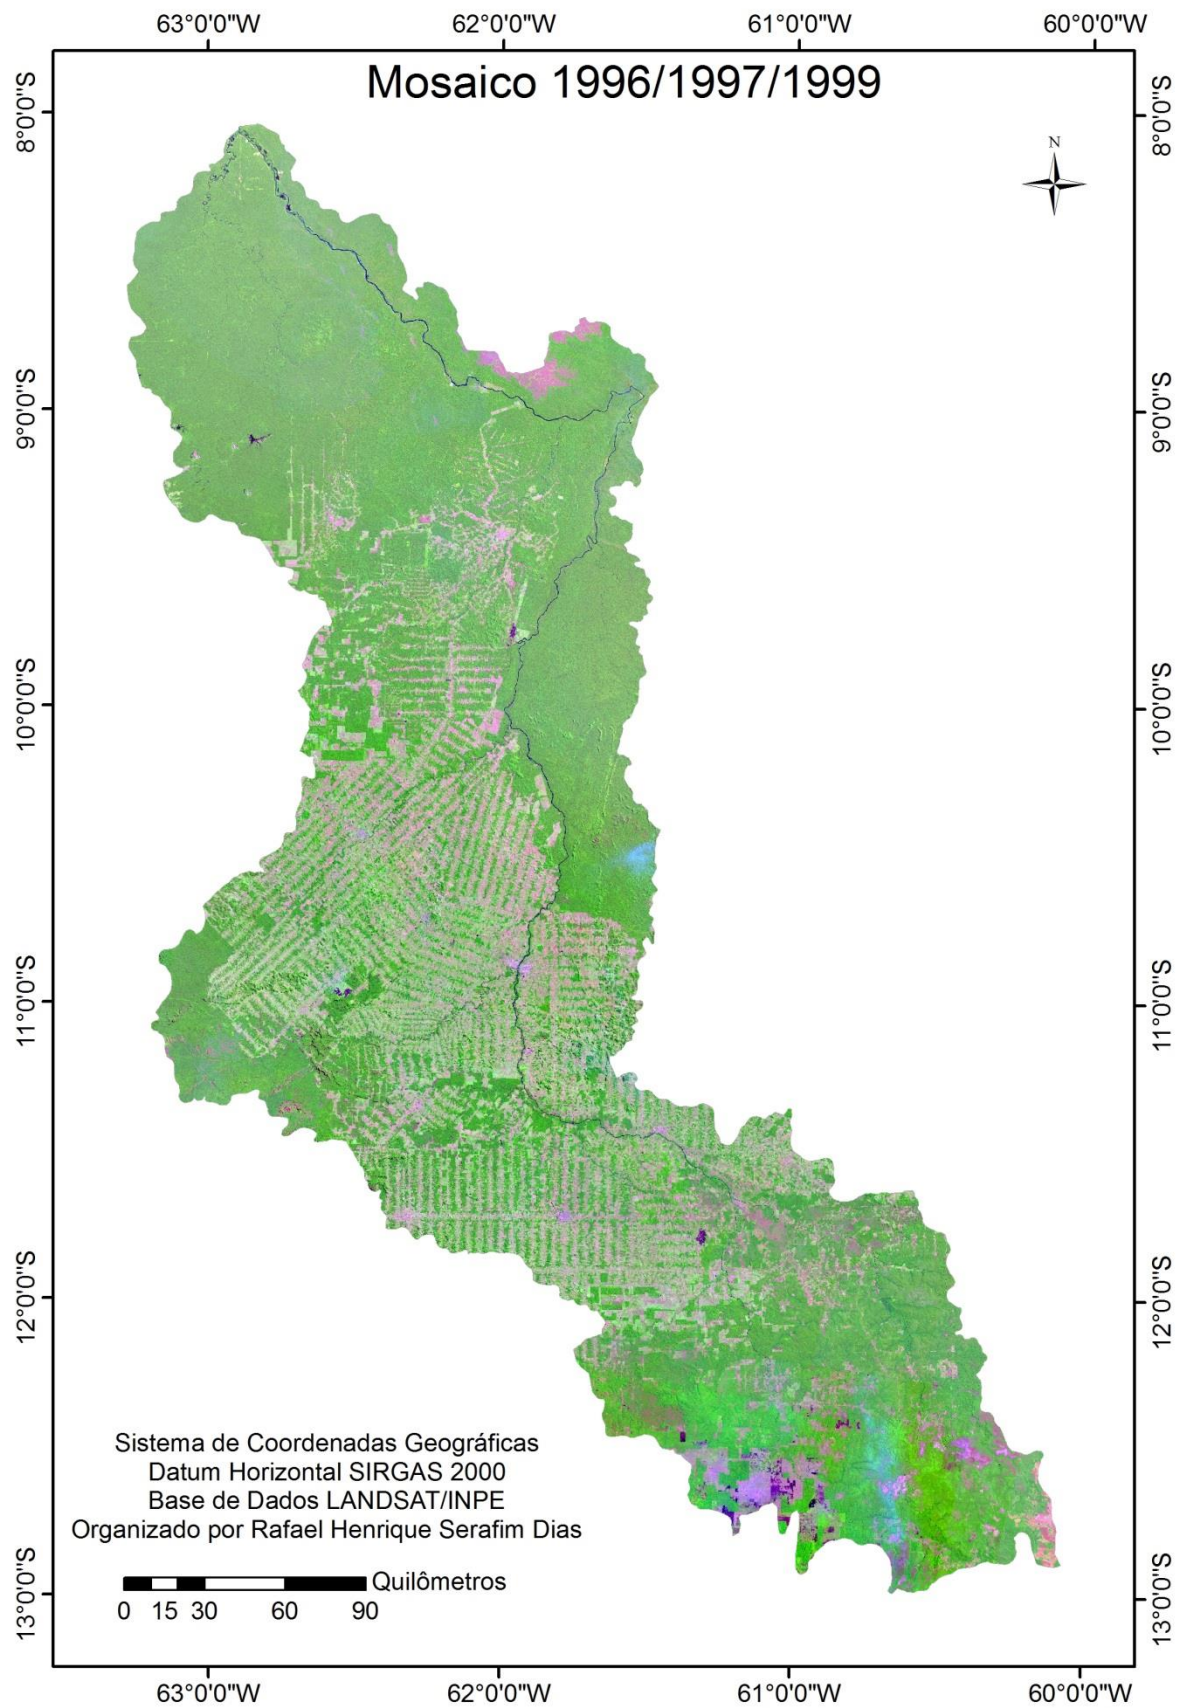 63°0'0"W 62°0'0"W 61°0'0"W 60°0'0"W
Mosaico 1996/1997/1999
N
8°0'0"S 8°0'0"S
9°0'0"S 9°0'0"S
10°0'0"S 10°0'0"S
11°0'0"S 11°0'0"S
12°0'0"S 12°0'0"S
13°0'0"S 13°0'0"S
Sistema de Coordenadas Geográficas
Datum Horizontal SIRGAS 2000
Base de Dados LANDSAT/INPE
Organizado por Rafael Henrique Serafim Dias
Quilômetros
0 15 30 60 90
63°0'0"W 62°0'0"W 61°0'0"W 60°0'0"W